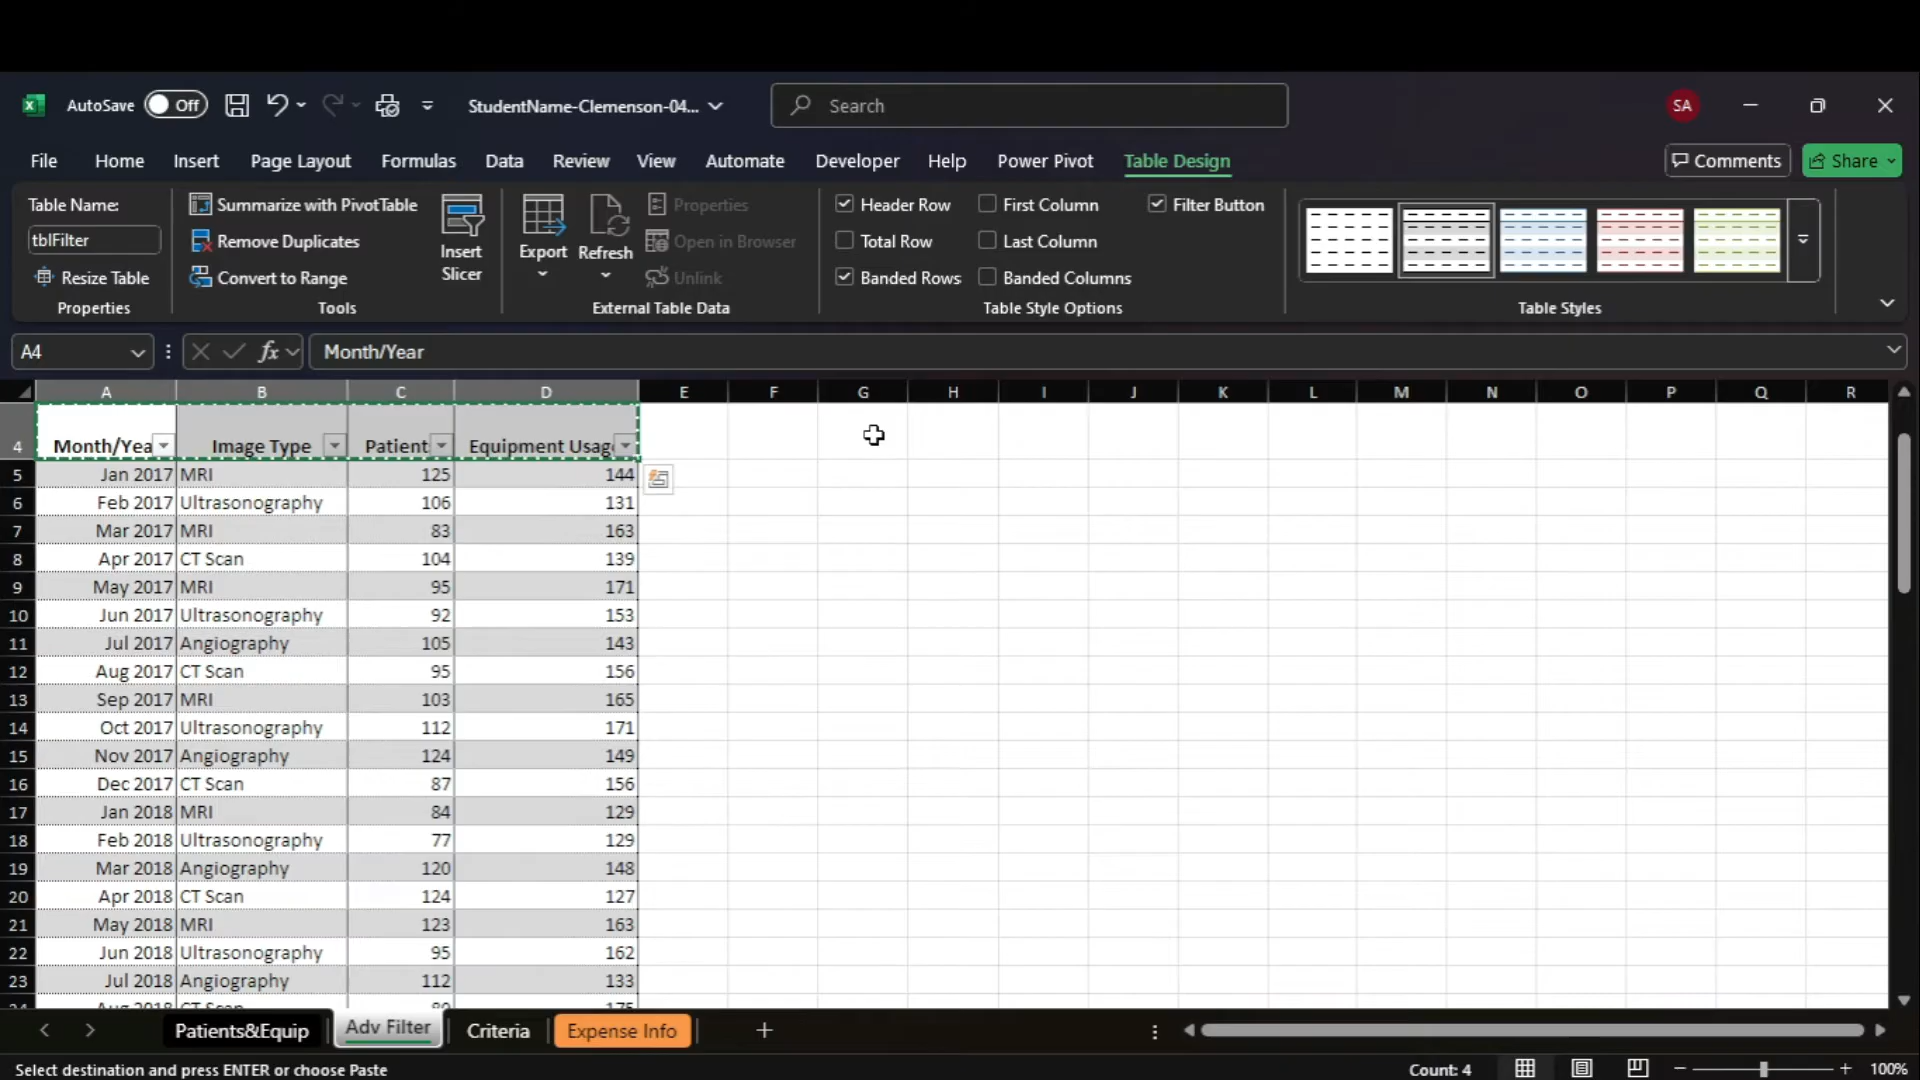 AutoSave Off StudentName-Clemenson-04... Search SA
File Home Insert Page Layout Formulas Data Review View Automate Developer Help Power Pivot Table Design Comments Share
Table Name:
tblFilter
Resize Table
Properties
Summarize with PivotTable
Remove Duplicates
Convert to Range
Tools
Insert
Slicer
Export
Refresh
Properties
Open in Browser
Unlink
External Table Data
Header Row First Column Filter Button
Total Row Last Column
Banded Rows Banded Columns
Table Style Options
Table Styles
A4 fx Month/Year
A B C D E F G H I J K L M N O P Q R
4 Month/Yea Image Type Patient Equipment Usag
5 Jan 2017 MRI 125 144
6 Feb 2017 Ultrasonography 106 131
7 Mar 2017 MRI 83 163
8 Apr 2017 CT Scan 104 139
9 May 2017 MRI 95 171
10 Jun 2017 Ultrasonography 92 153
11 Jul 2017 Angiography 105 143
12 Aug 2017 CT Scan 95 156
13 Sep 2017 MRI 103 165
14 Oct 2017 Ultrasonography 112 171
15 Nov 2017 Angiography 124 149
16 Dec 2017 CT Scan 87 156
17 Jan 2018 MRI 84 129
18 Feb 2018 Ultrasonography 77 129
19 Mar 2018 Angiography 120 148
20 Apr 2018 CT Scan 124 127
21 May 2018 MRI 123 163
22 Jun 2018 Ultrasonography 95 162
23 Jul 2018 Angiography 112 133
Patients&Equip Adv Filter Criteria Expense Info
Select destination and press ENTER or choose Paste Count: 4 100%